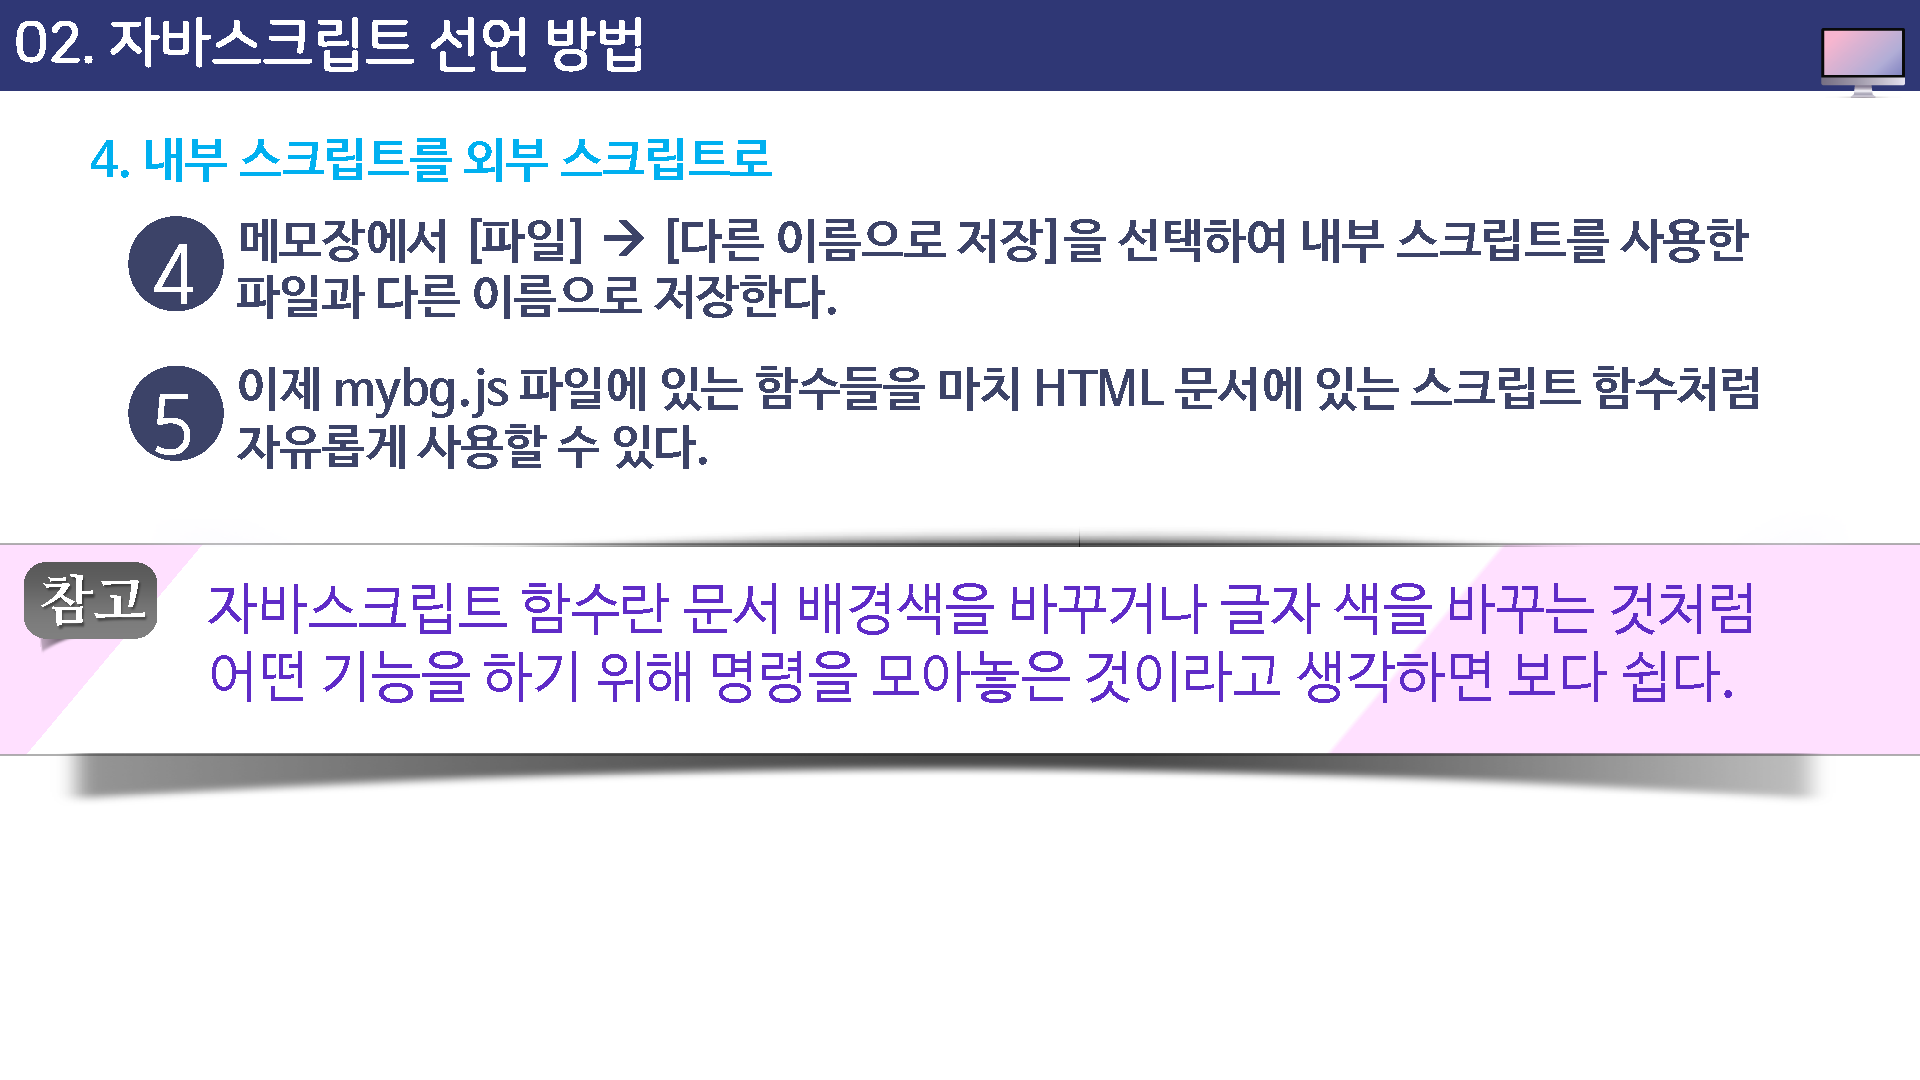 02. 자바스크립트 선언 방법
4. 내부 스크립트를 외부 스크립트로
4 메모장에서 [파일] → [다른 이름으로 저장]을 선택하여 내부 스크립트를 사용한
파일과 다른 이름으로 저장한다.
5 이제 mybg.js 파일에 있는 함수들을 마치 HTML 문서에 있는 스크립트 함수처럼
자유롭게 사용할 수 있다.
참고
자바스크립트 함수란 문서 배경색을 바꾸거나 글자 색을 바꾸는 것처럼
어떤 기능을 하기 위해 명령을 모아놓은 것이라고 생각하면 보다 쉽다.